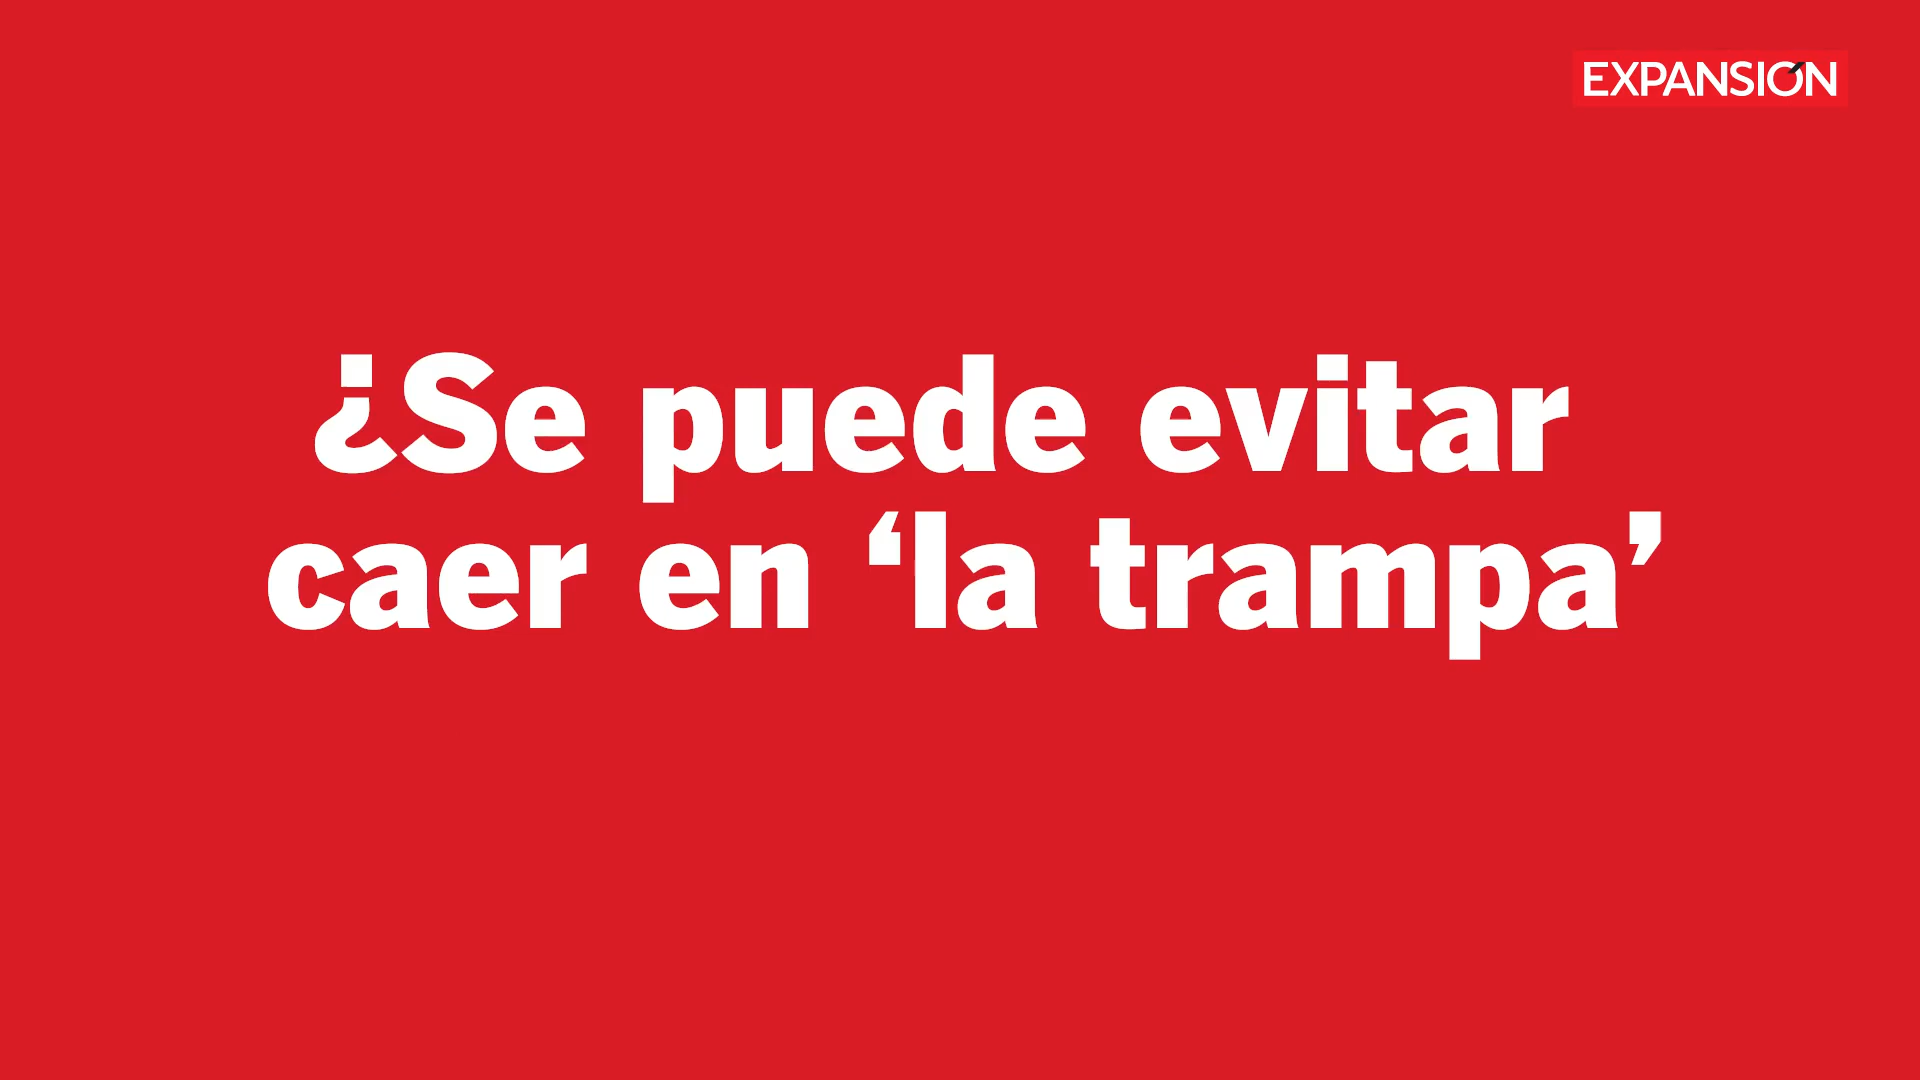 EXPANSIÓN
¿Se puede evitar
caer en ‘la trampa’